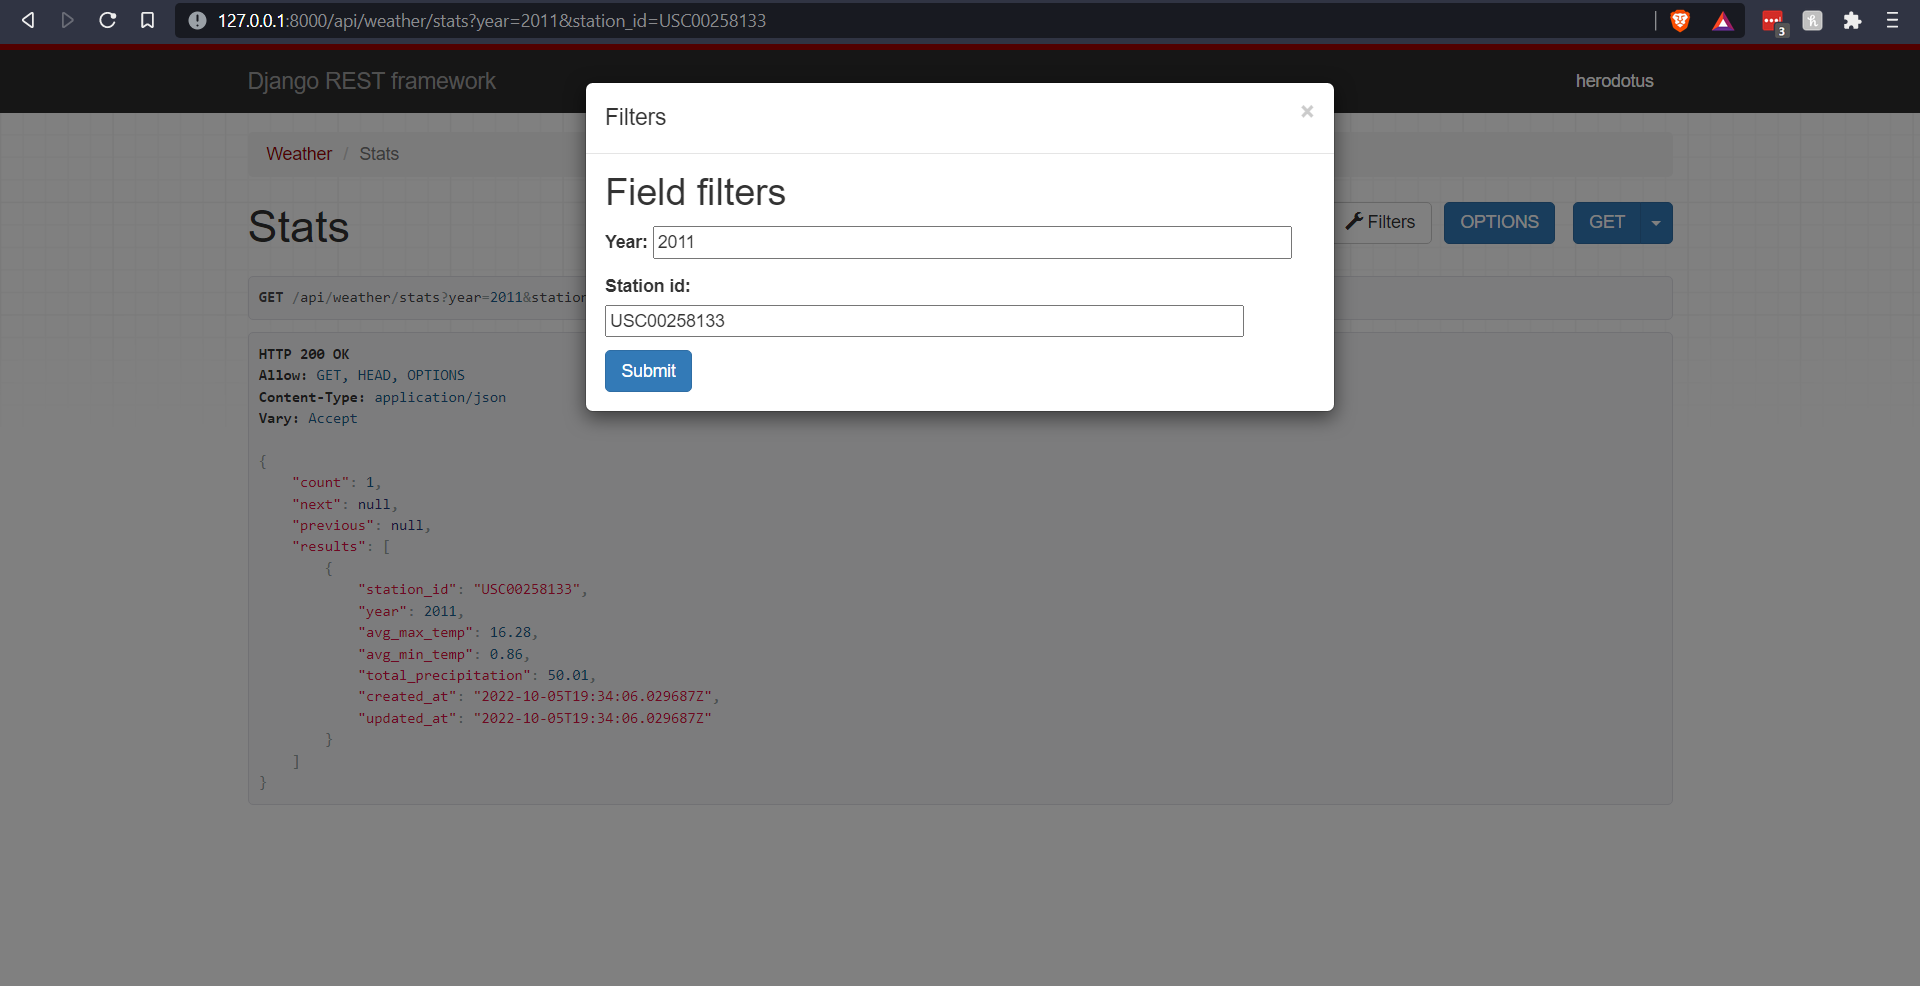 127.0.0.1:8000/api/weather/stats?year=2011&station_id=USC00258133
3
Django REST framework
herodotus
Filters
×
Weather / Stats
Field filters
Stats
Filters
OPTIONS
GET
Year: 2011
Station id:
USC00258133
Submit
GET /api/weather/stats?year=2011&station
HTTP 200 OK
Allow: GET, HEAD, OPTIONS
Content-Type: application/json
Vary: Accept
{
"count": 1,
"next": null,
"previous": null,
"results": [
{
"station_id": "USC00258133",
"year": 2011,
"avg_max_temp": 16.28,
"avg_min_temp": 0.86,
"total_precipitation": 50.01,
"created_at": "2022-10-05T19:34:06.029687Z",
"updated_at": "2022-10-05T19:34:06.029687Z"
}
]
}